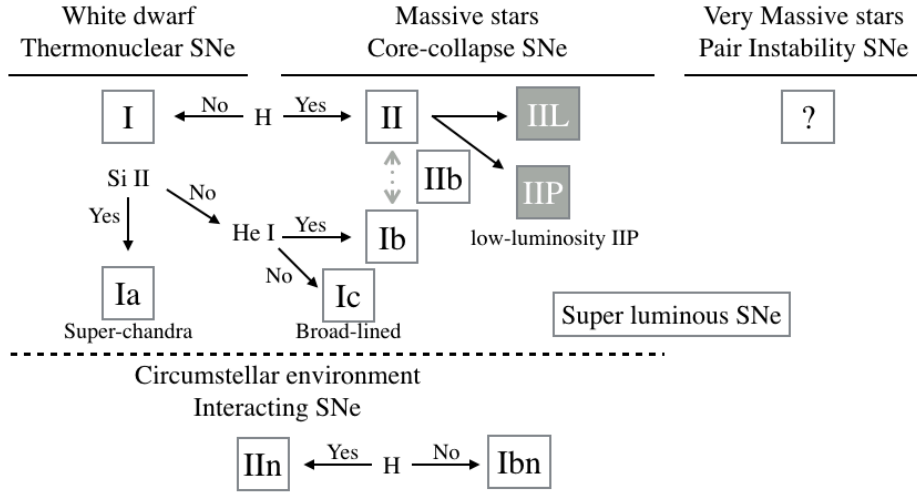 White dwarf
Thermonuclear SNe
Massive stars
Core-collapse SNe
Very Massive stars
Pair Instability SNe
I
No
H
Yes
II
IIL
?
Si II
No
IIb
IIP
Yes
He I
Yes
Ib
low-luminosity IIP
No
Ia
Ic
Super luminous SNe
Super-chandra
Broad-lined
Circumstellar environment
Interacting SNe
IIn
Yes
H
No
Ibn